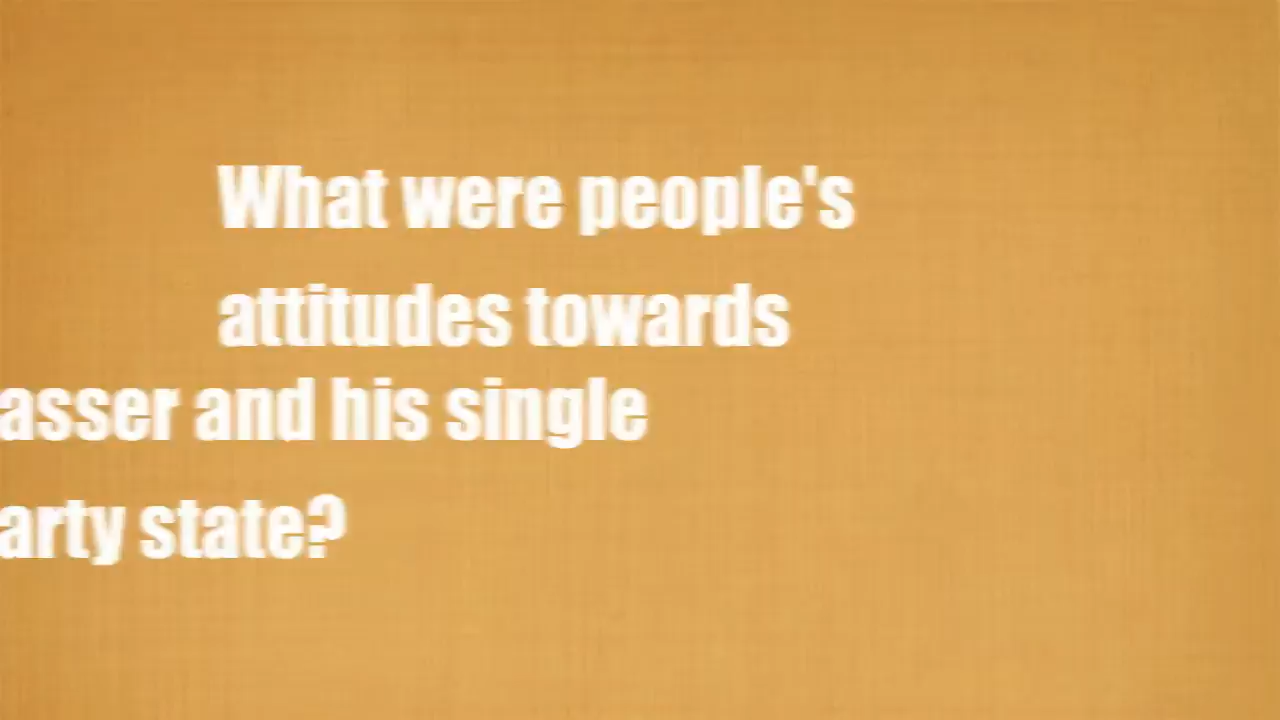 What were people's
attitudes towards
asser and his single
arty state?